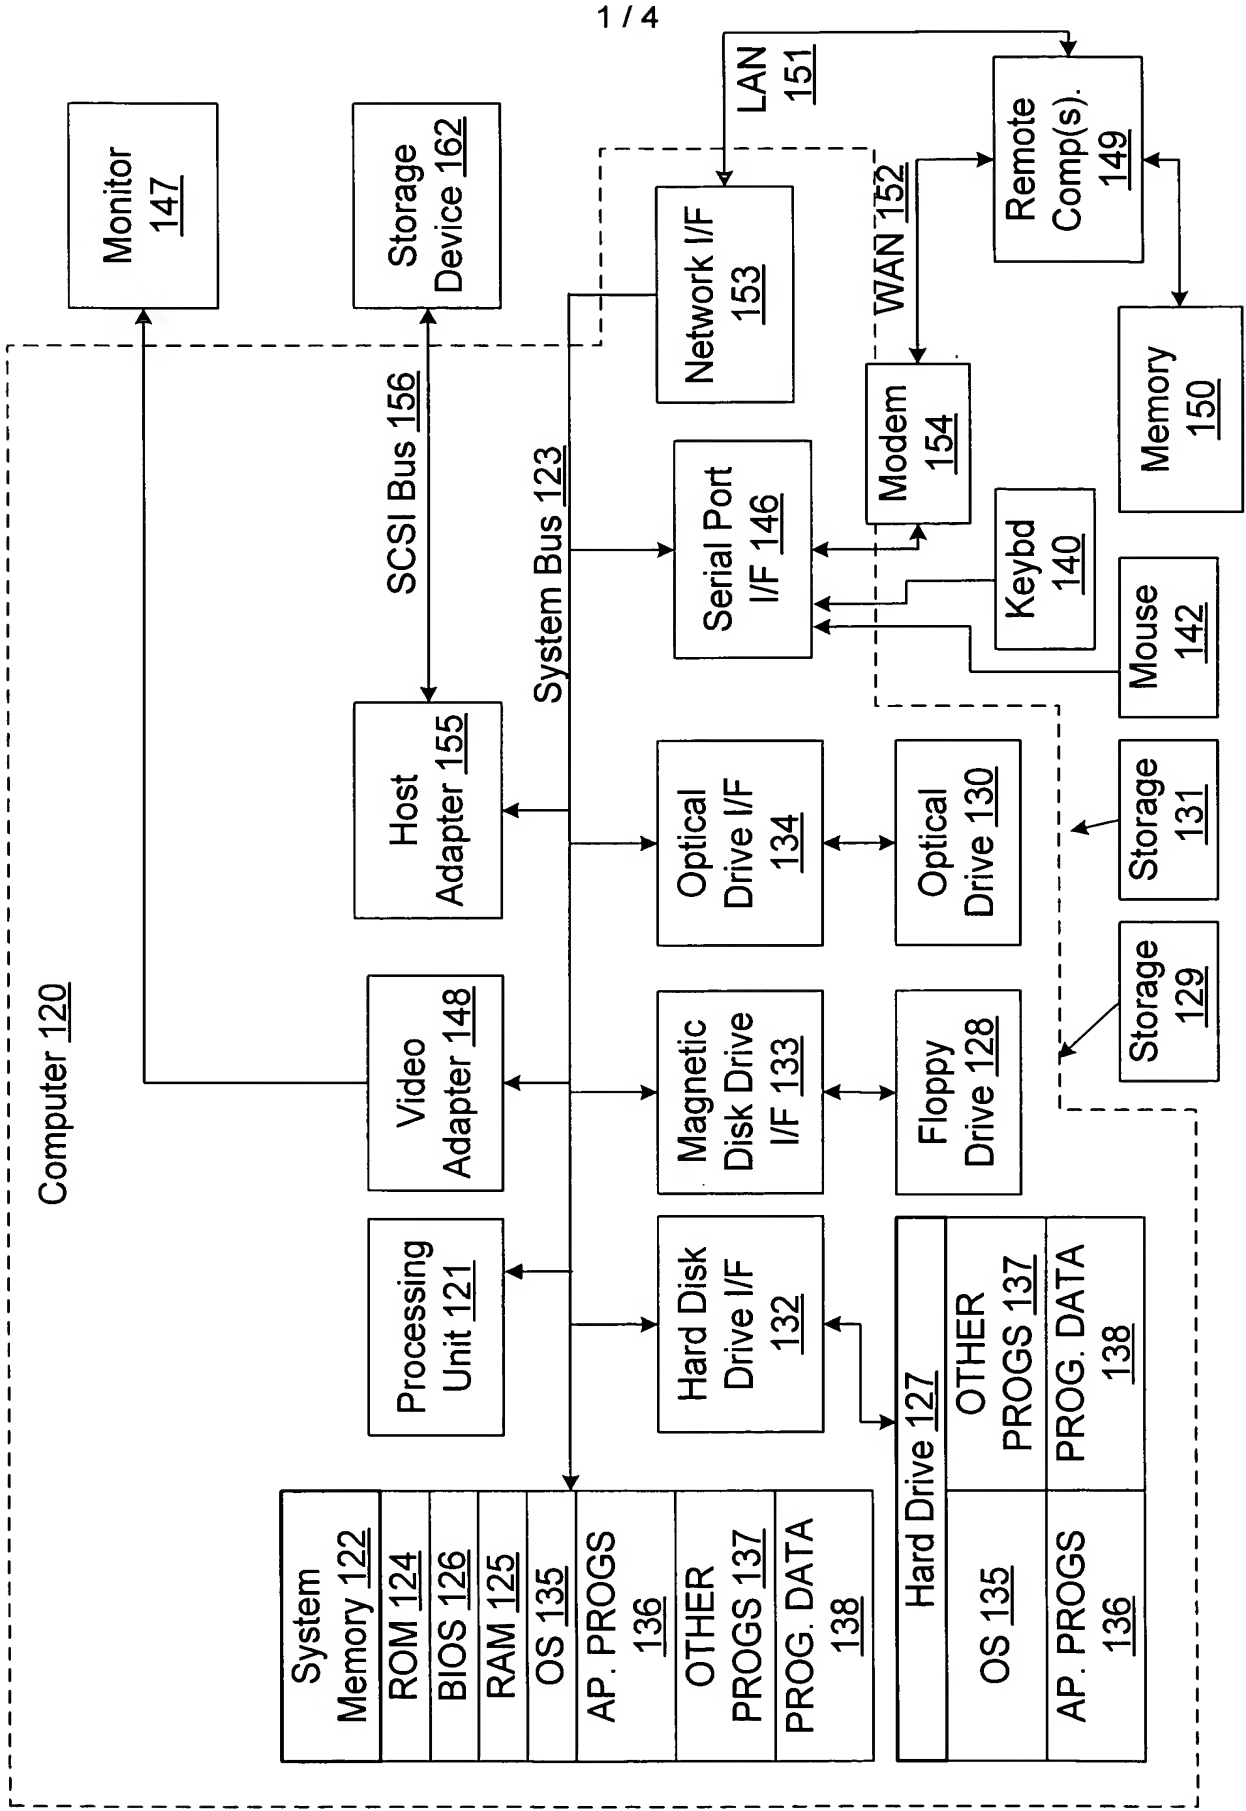 1 / 4
Computer 120
Monitor
147
Storage
Device 162
SCSI Bus 156
Processing
Unit 121
Video
Adapter 148
Host
Adapter 155
System Bus 123
System
Memory 122
ROM 124
BIOS 126
RAM 125
OS 135
AP. PROGS
136
OTHER
PROGS 137
PROG. DATA
138
Hard Disk
Drive I/F
132
Magnetic
Disk Drive
I/F 133
Optical
Drive I/F
134
Serial Port
I/F 146
Network I/F
153
LAN
151
WAN 152
Hard Drive 127
OS 135
OTHER
PROGS 137
AP. PROGS
136
PROG. DATA
138
Floppy
Drive 128
Optical
Drive 130
Modem
154
Remote
Comp(s).
149
Storage
129
Storage
131
Mouse
142
Keybd
140
Memory
150